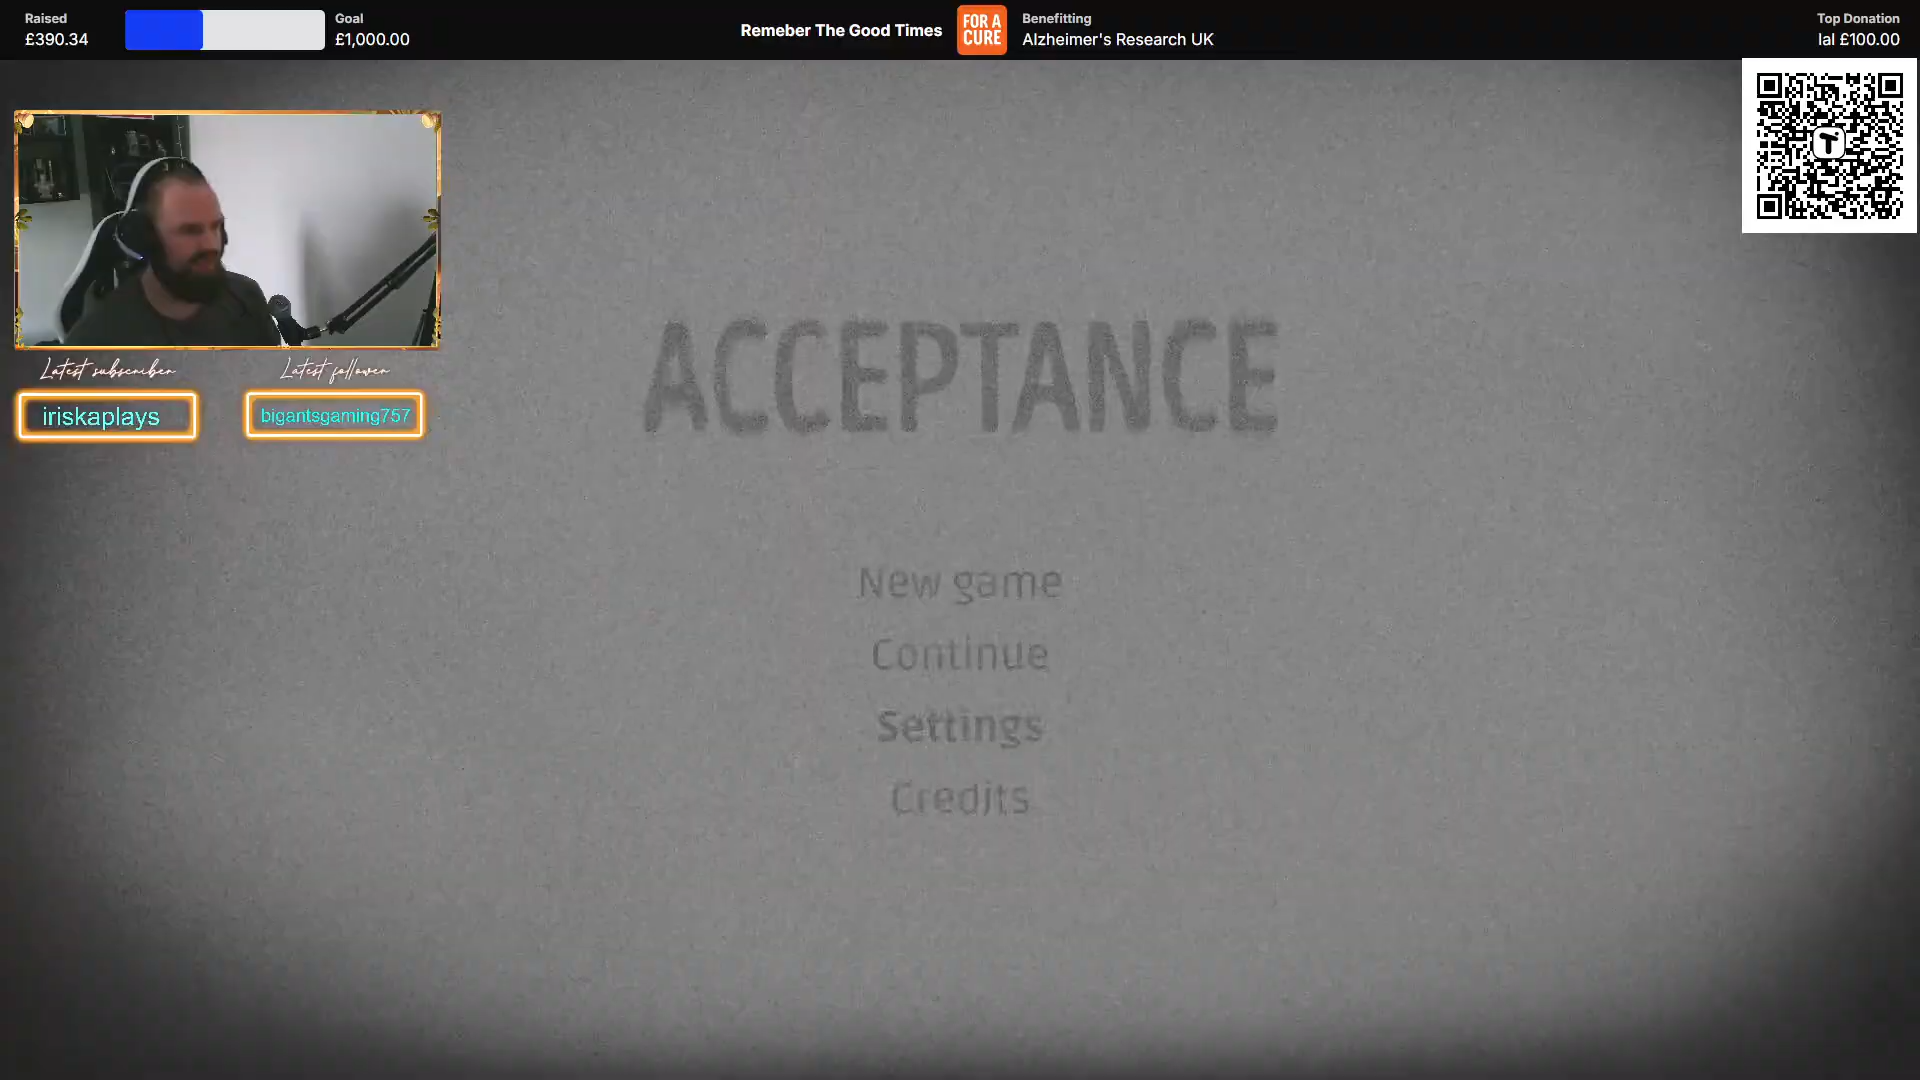 Raised
£390.34
Goal
£1,000.00
Remeber The Good Times
FOR A
CURE
Benefitting
Alzheimer's Research UK
Top Donation
lal £100.00
T
Latest subscriber
Latest follower
iriskaplays
bigantsgaming757
ACCEPTANCE
New game
Continue
Settings
Credits